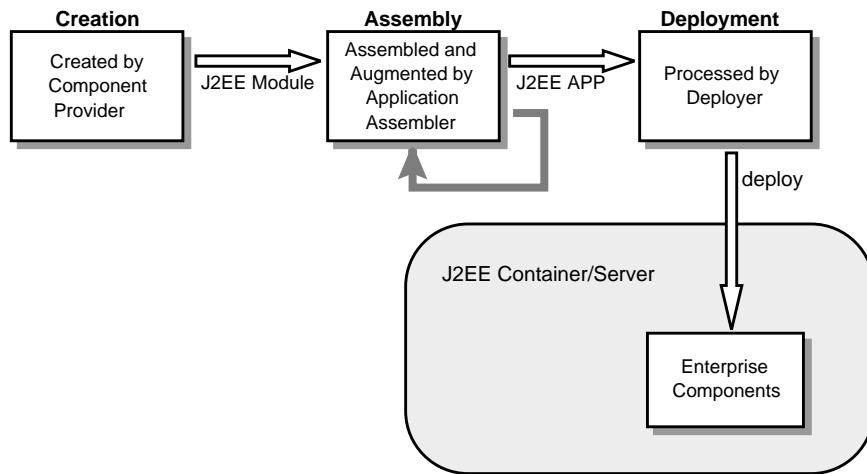 Creation
Created by
Component
Provider
J2EE Module
Assembly
Assembled and
Augmented by
Application
Assembler
J2EE APP
Deployment
Processed by
Deployer
deploy
J2EE Container/Server
Enterprise
Components